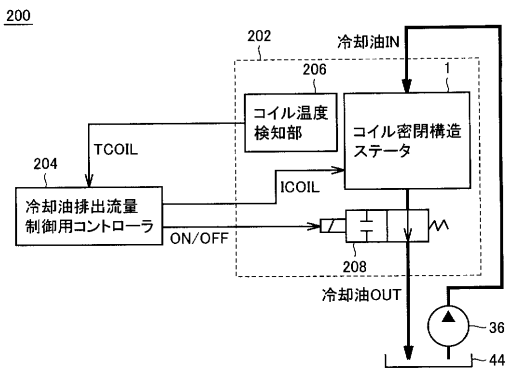 200
202
冷却油IN
206
1
コイル温度
検知部
コイル密閉構造
ステータ
TCOIL
204
ICOIL
冷却油排出流量
制御用コントローラ
ON/OFF
208
冷却油OUT
36
44